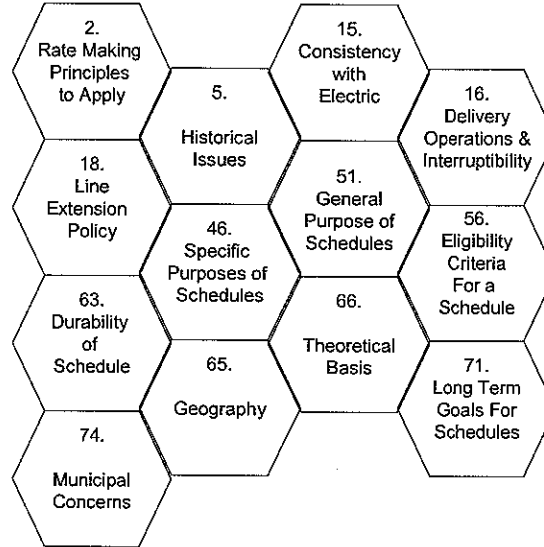 2.
Rate Making
Principles
to Apply
5.
Historical
Issues
15.
Consistency
with
Electric
16.
Delivery
Operations &
Interruptibility
18.
Line
Extension
Policy
46.
Specific
Purposes of
Schedules
51.
General
Purpose of
Schedules
56.
Eligibility
Criteria
For a
Schedule
63.
Durability
of
Schedule
65.
Geography
66.
Theoretical
Basis
71.
Long Term
Goals For
Schedules
74.
Municipal
Concerns